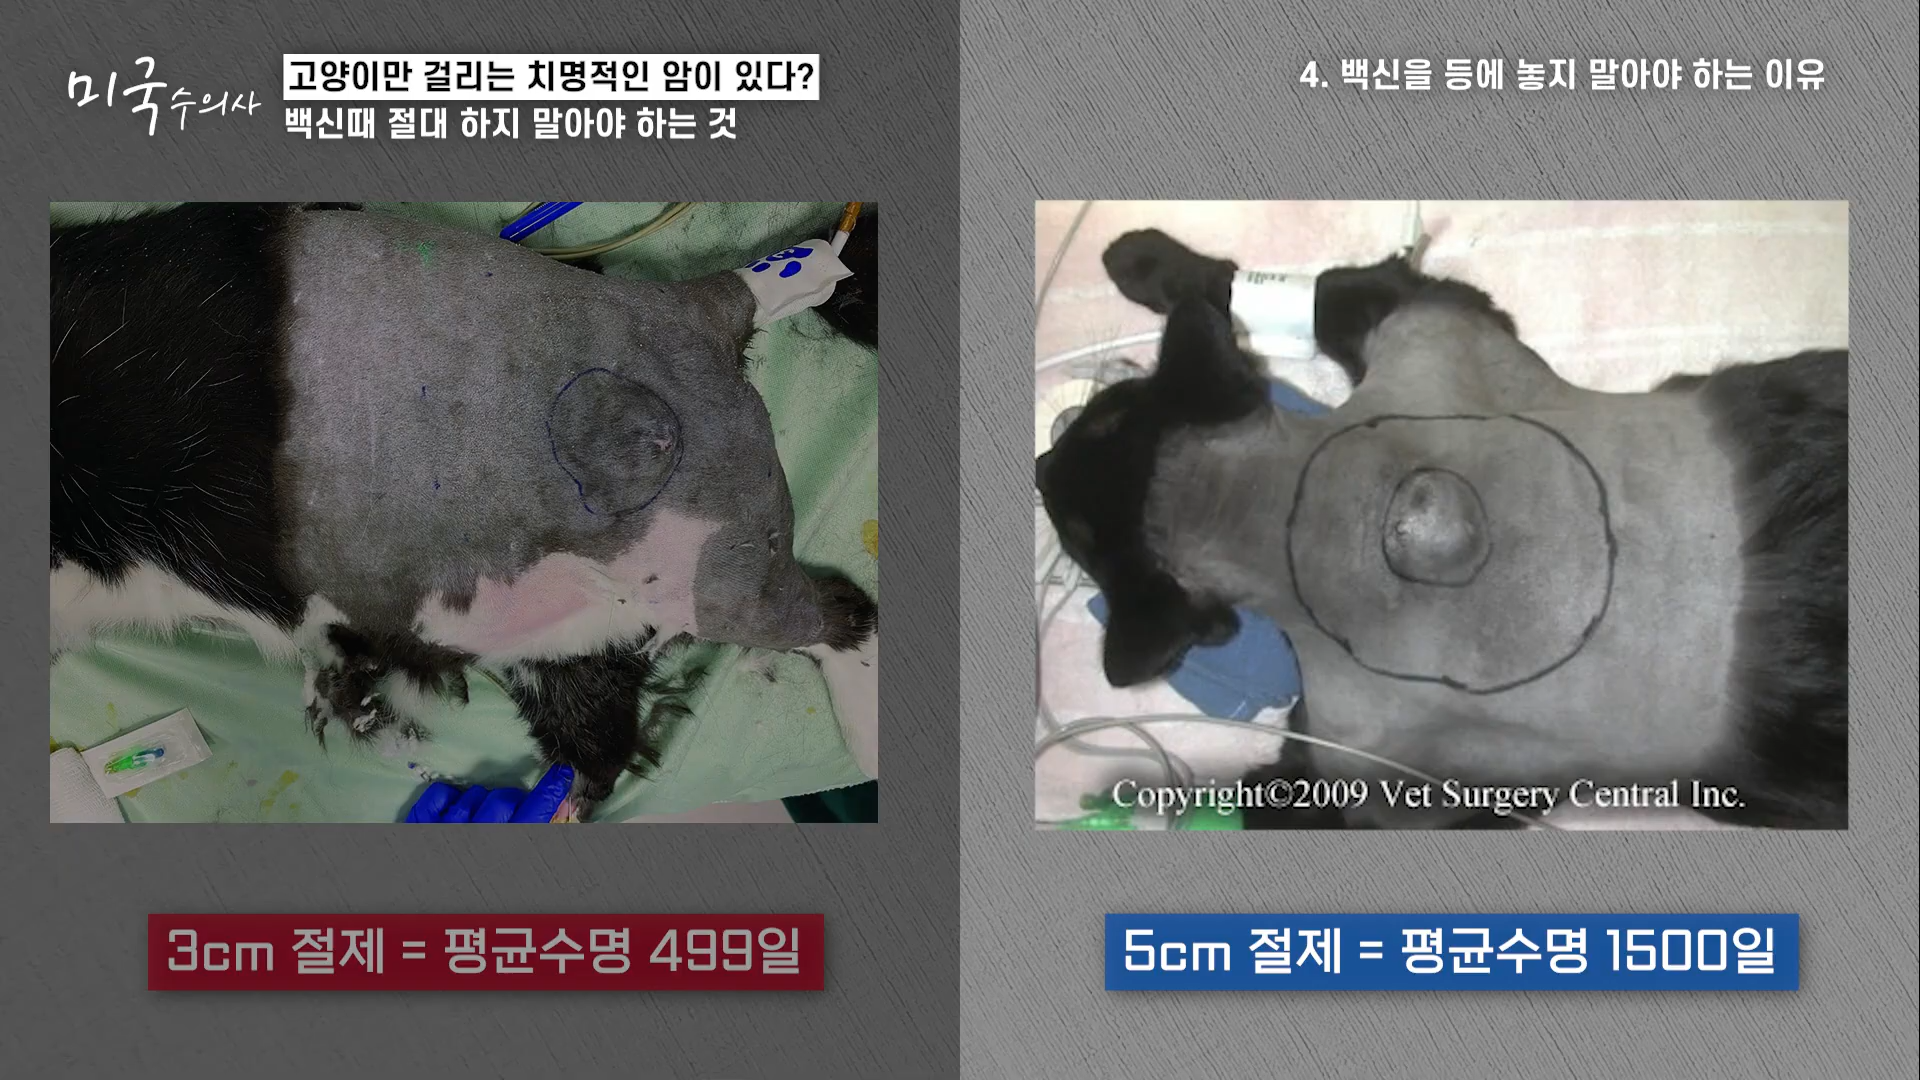 미국수의사
고양이만 걸리는 치명적인 암이 있다?
백신때 절대 하지 말아야 하는 것
4. 백신을 등에 놓지 말아야 하는 이유
Copyright©2009 Vet Surgery Central Inc.
3cm 절제 = 평균수명 499일
5cm 절제 = 평균수명 1500일